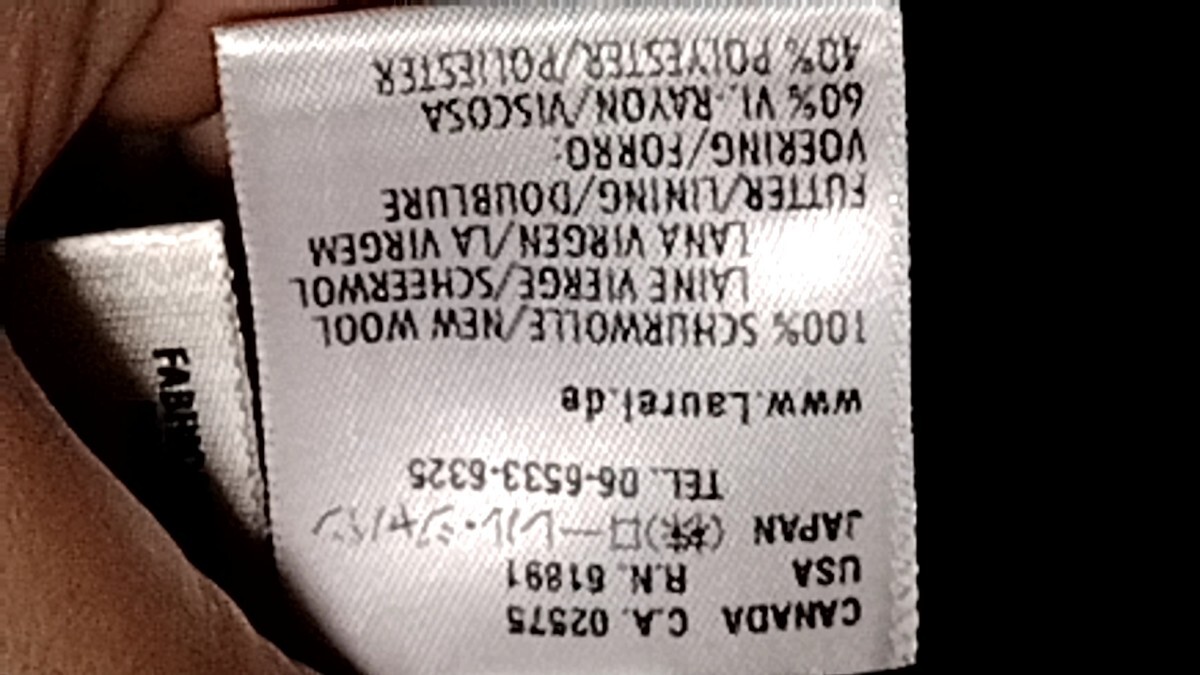 CANADA C.A. 02575
USA R.N. 61891
JAPAN (株)ローレル・ジャパン
TEL. 06-6533-6325
www.Laurel.de
100% SCHURWOLLE/NEW WOOL
LAINE VIERGE/SCHEERWOL
LANA VIRGEN/LA VIRGEM
FUTTER/LINING/DOUBLURE
VOERING/FORRO:
60% VI.-RAYON/VISCOSA
40% POLYESTER/POLIESTER